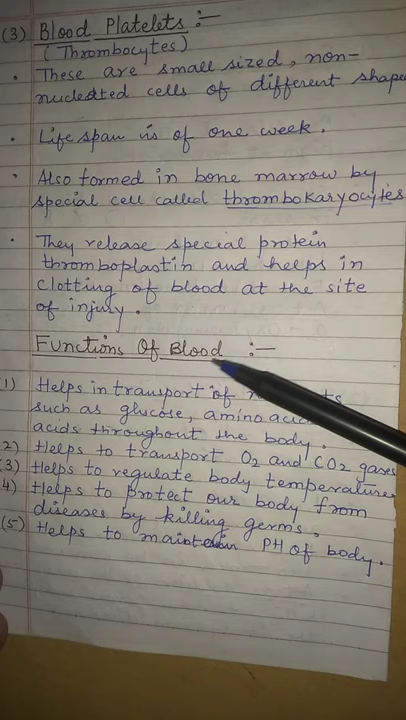 (3) Blood Platelets :-
(Thrombocytes)
• These are small sized, non-
nucleated cells of different shape
• Life span is of one week.
• Also formed in bone marrow by
special cell called thrombokaryocytes
• They release special protein
thromboplastin and helps in
clotting of blood at the site
of injury.
Functions Of Blood :-
(1) Helps in transport of
such as glucose, amino
acids throughout the body.
2) Helps to transport O2 and CO2 gases
(3) Helps to regulate body temperature
4) Helps to protect our body from
diseases by killing germs.
(5) Helps to maintain PH of body.